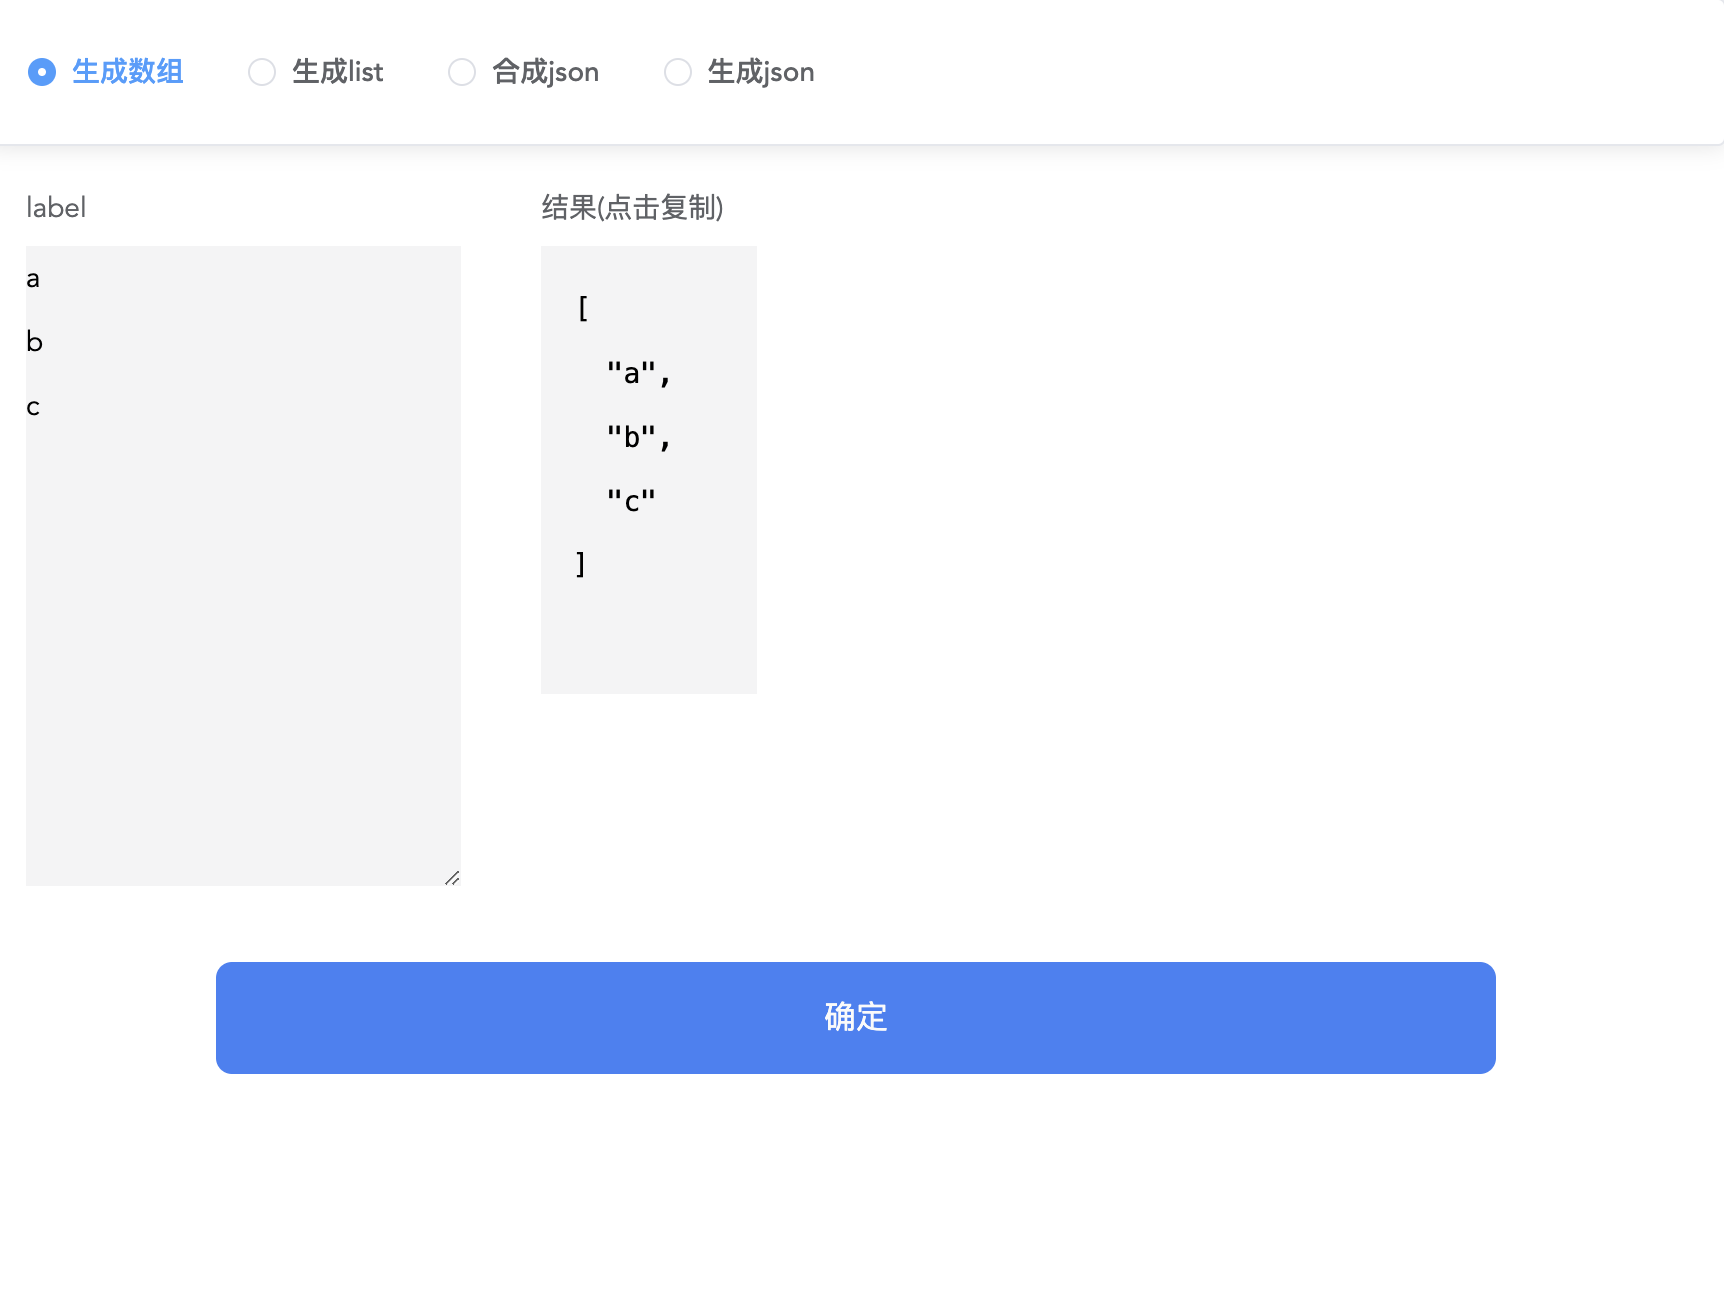 生成数组 生成list 合成json 生成json
label
a
b
c
结果(点击复制)
[
"a",
"b",
"c"
]
确定